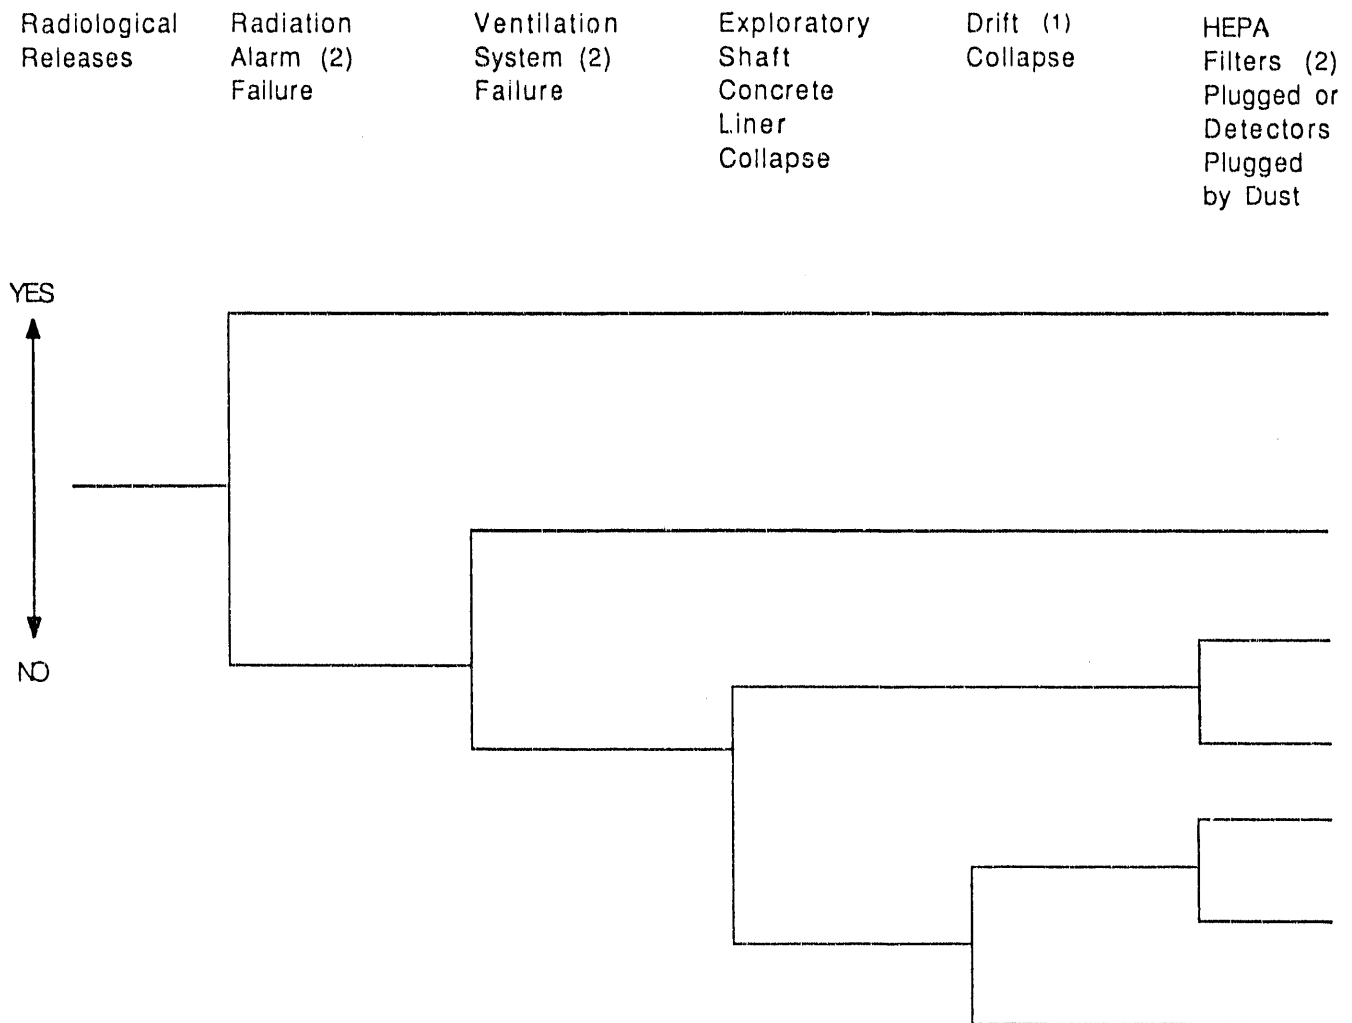 Radiological
Releases
Radiation
Alarm (2)
Failure
Ventilation
System (2)
Failure
Exploratory
Shaft
Concrete
Liner
Collapse
Drift (1)
Collapse
HEPA
Filters (2)
Plugged or
Detectors
Plugged
by Dust
YES
NO